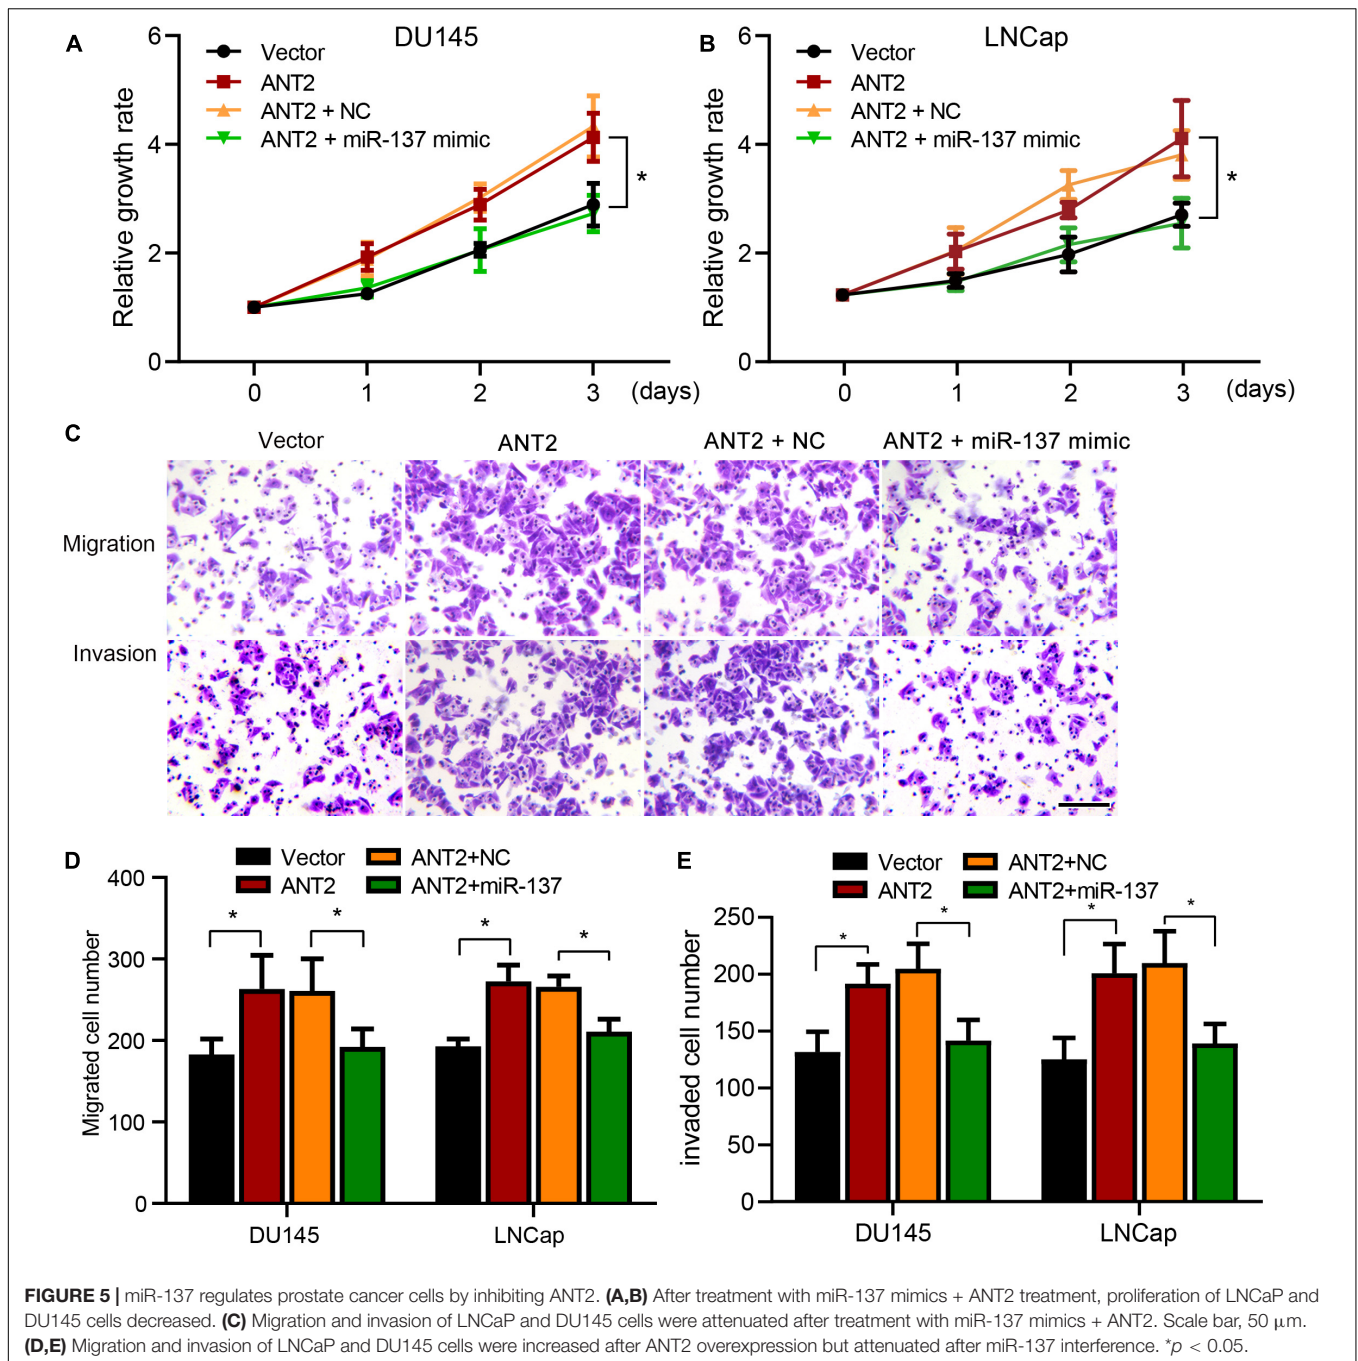 A
DU145
6
4
2
0
Relative growth rate
Vector
ANT2
ANT2 + NC
ANT2 + miR-137 mimic
*
0 1 2 3 (days)
B
LNCap
6
4
2
0
Relative growth rate
Vector
ANT2
ANT2 + NC
ANT2 + miR-137 mimic
*
0 1 2 3 (days)
C
Vector ANT2 ANT2 + NC ANT2 + miR-137 mimic
Migration
Invasion
D
Vector ANT2+NC
ANT2 ANT2+miR-137
400
300
200
100
0
Migrated cell number
* * * *
DU145 LNCap
E
Vector ANT2+NC
ANT2 ANT2+miR-137
250
200
150
100
50
0
invaded cell number
* * * *
DU145 LNCap
FIGURE 5 | miR-137 regulates prostate cancer cells by inhibiting ANT2. (A,B) After treatment with miR-137 mimics + ANT2 treatment, proliferation of LNCaP and
DU145 cells decreased. (C) Migration and invasion of LNCaP and DU145 cells were attenuated after treatment with miR-137 mimics + ANT2. Scale bar, 50 μm.
(D,E) Migration and invasion of LNCaP and DU145 cells were increased after ANT2 overexpression but attenuated after miR-137 interference. *p < 0.05.